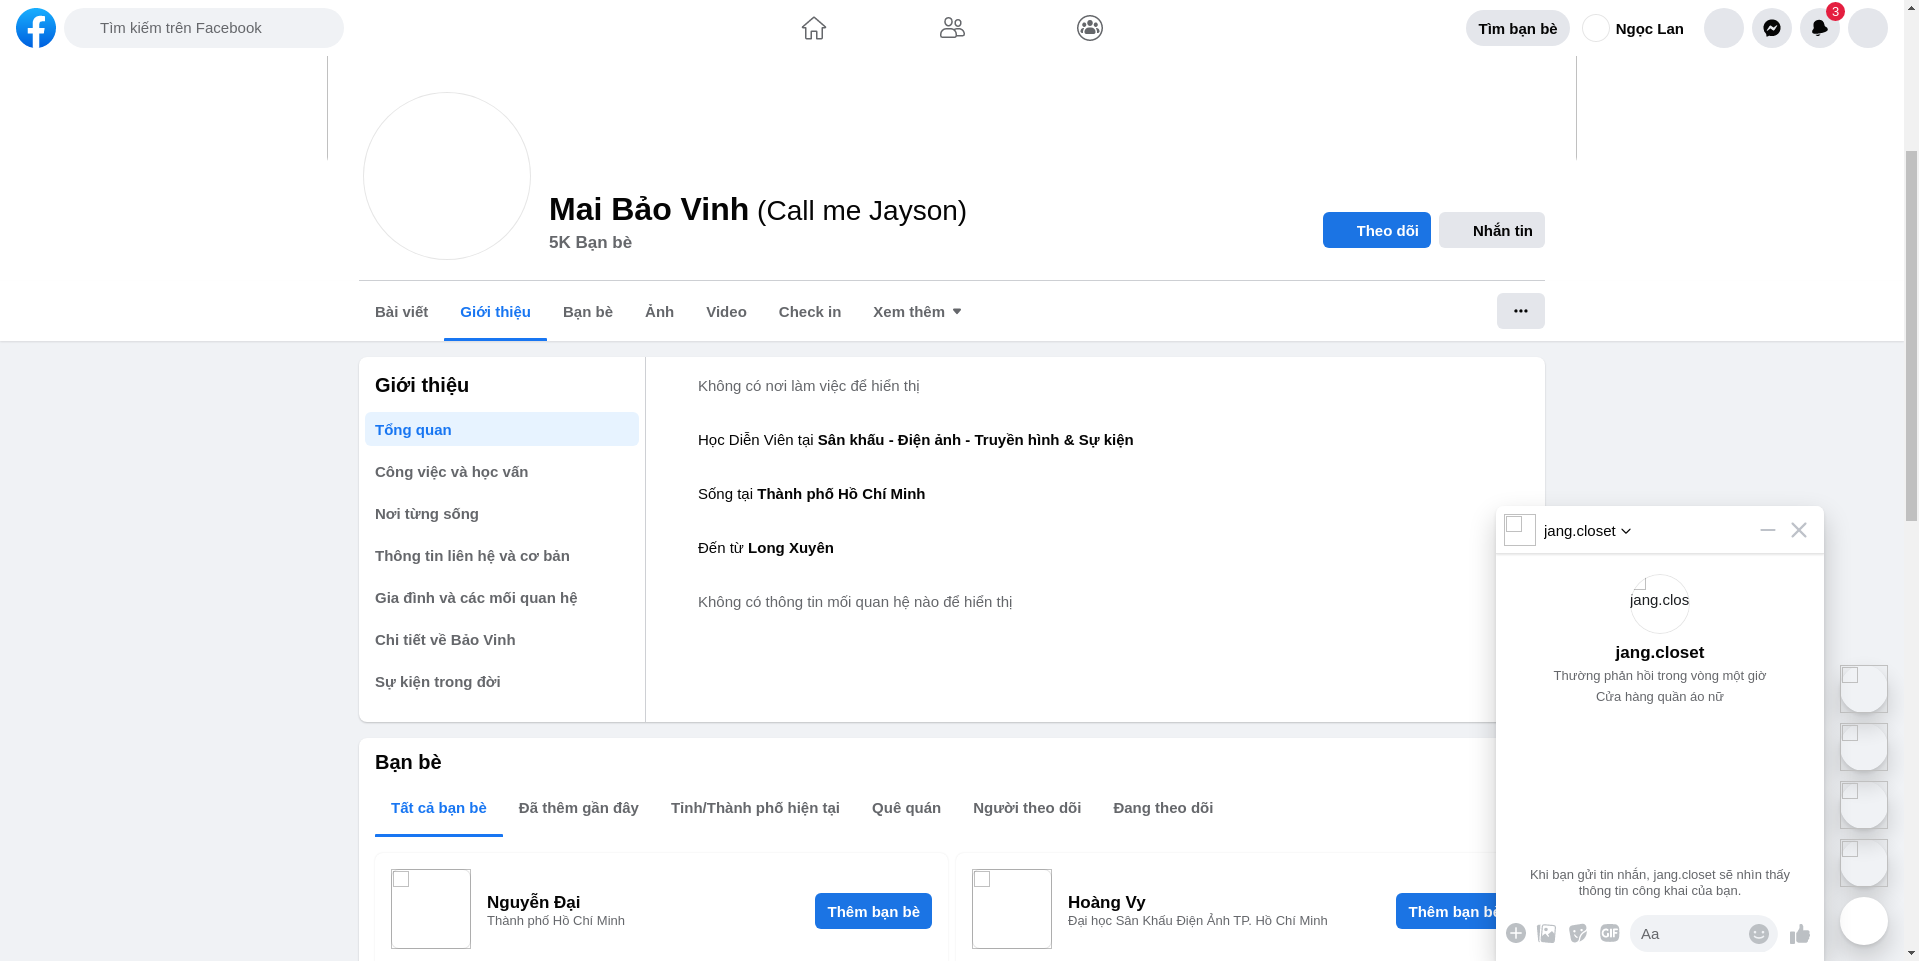 Tìm kiếm trên Facebook
Tìm bạn bè
Ngọc Lan
3
Mai Bảo Vinh (Call me Jayson)
5K Bạn bè
Theo dõi
Nhắn tin
Bài viết
Giới thiệu
Bạn bè
Ảnh
Video
Check in
Xem thêm
Giới thiệu
Tổng quan
Công việc và học vấn
Nơi từng sống
Thông tin liên hệ và cơ bản
Gia đình và các mối quan hệ
Chi tiết về Bảo Vinh
Sự kiện trong đời
Không có nơi làm việc để hiển thị
Học Diễn Viên tại Sân khấu - Điện ảnh - Truyền hình & Sự kiện
Sống tại Thành phố Hồ Chí Minh
Đến từ Long Xuyên
Không có thông tin mối quan hệ nào để hiển thị
Bạn bè
Tất cả bạn bè
Đã thêm gần đây
Tỉnh/Thành phố hiện tại
Quê quán
Người theo dõi
Đang theo dõi
Nguyễn Đại
Thành phố Hồ Chí Minh
Thêm bạn bè
Hoàng Vy
Đại học Sân Khấu Điện Ảnh TP. Hồ Chí Minh
Thêm bạn bè
jang.closet
jang.clos
jang.closet
Thường phản hồi trong vòng một giờ
Cửa hàng quần áo nữ
Khi bạn gửi tin nhắn, jang.closet sẽ nhìn thấy
thông tin công khai của bạn.
GIF
Aa